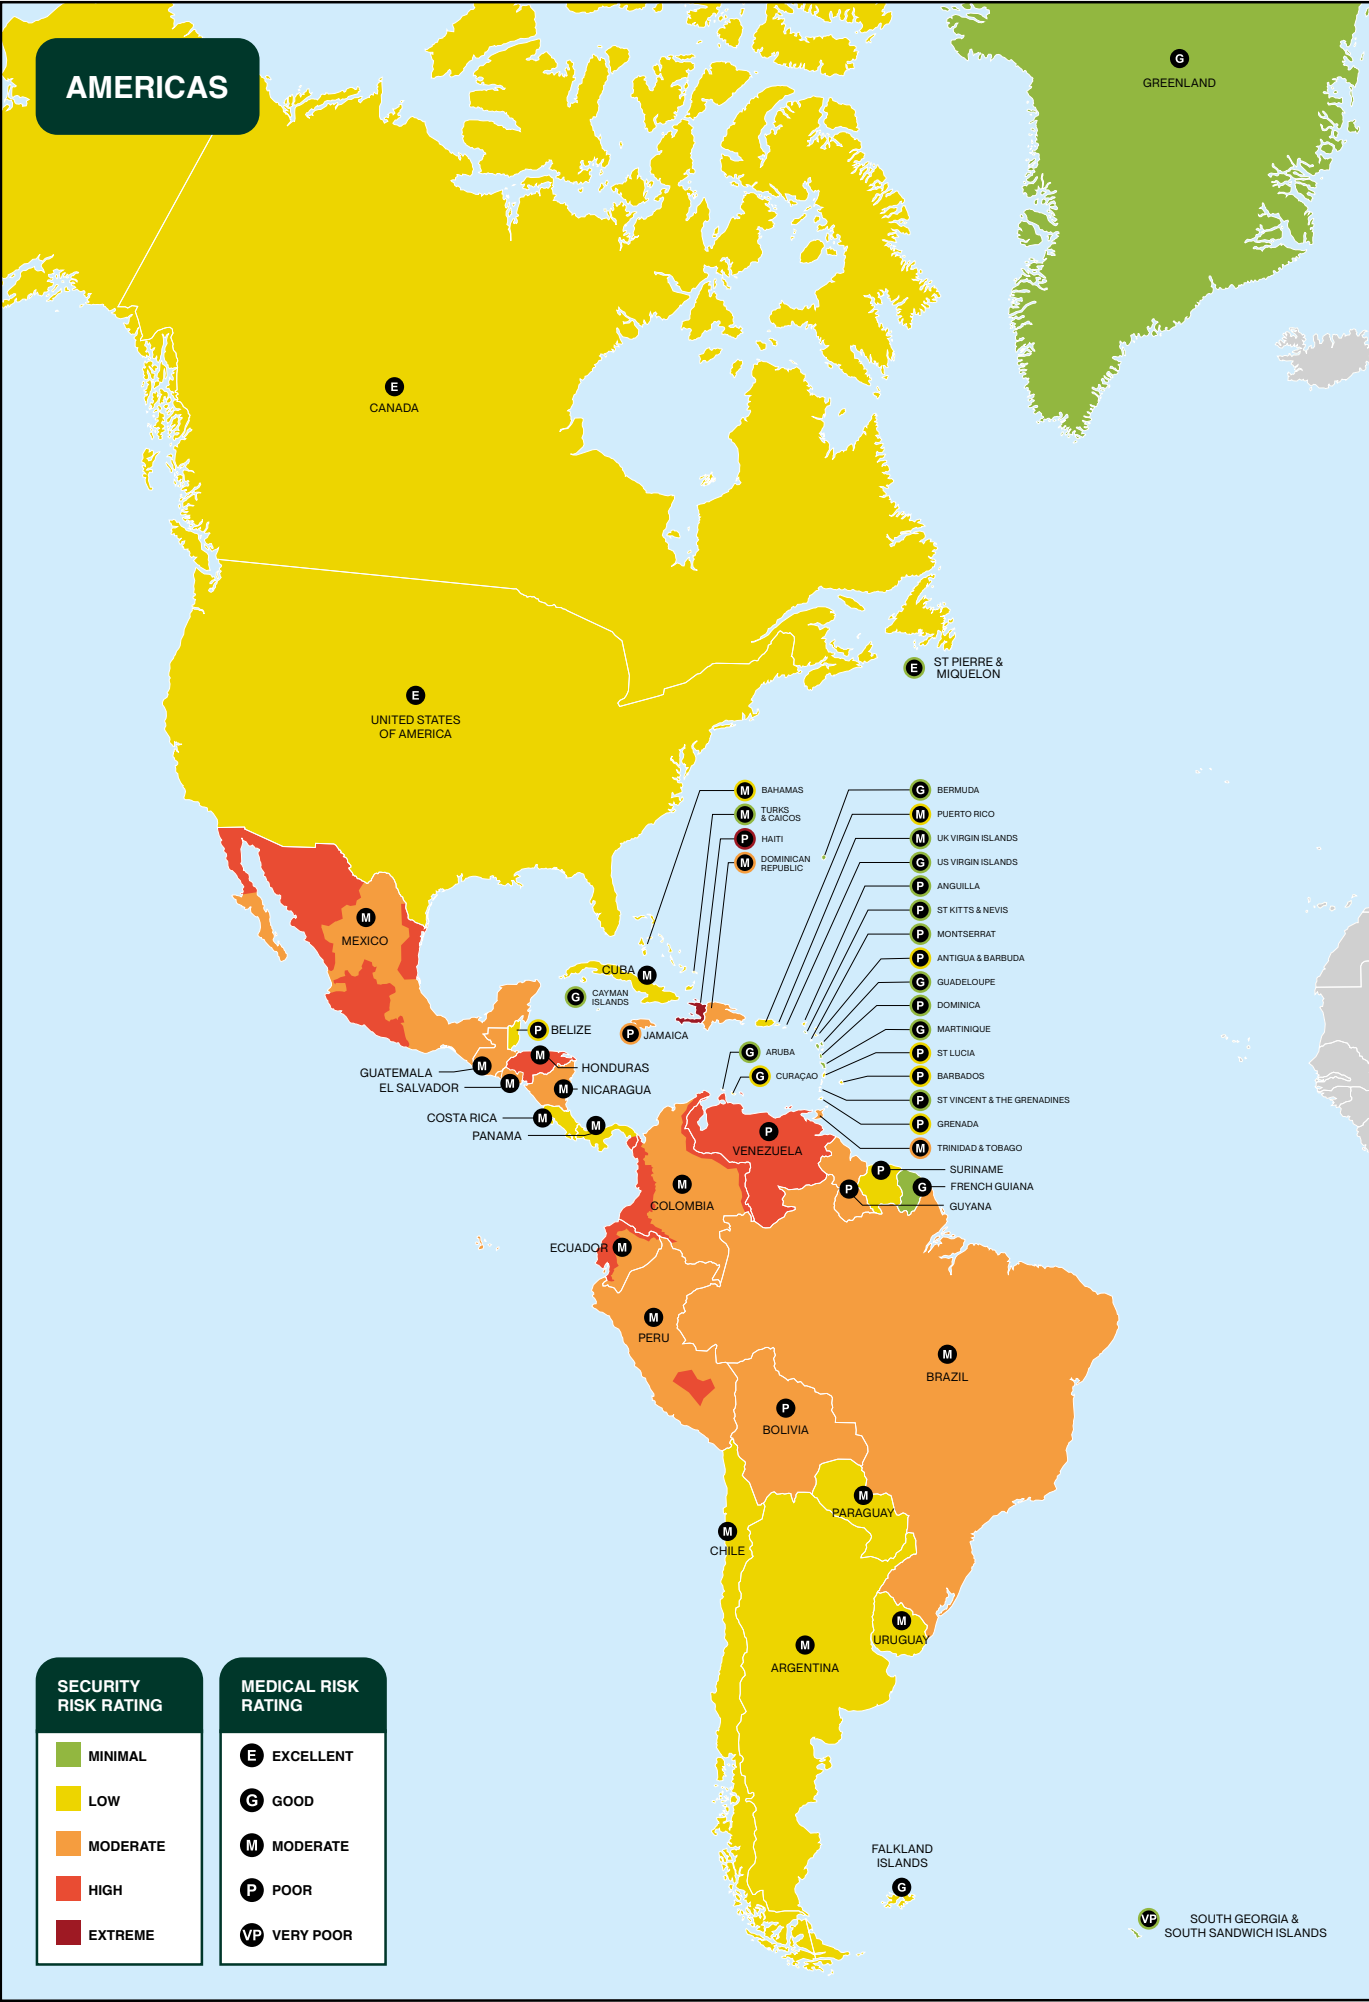 AMERICAS
G
GREENLAND
E
CANADA
E
ST PIERRE &
MIQUELON
E
UNITED STATES
OF AMERICA
M BAHAMAS
M TURKS
& CAICOS
P HAITI
M DOMINICAN
REPUBLIC
G BERMUDA
M PUERTO RICO
M UK VIRGIN ISLANDS
G US VIRGIN ISLANDS
P ANGUILLA
P ST KITTS & NEVIS
P MONTSERRAT
P ANTIGUA & BARBUDA
G GUADELOUPE
P DOMINICA
G MARTINIQUE
P ST LUCIA
P BARBADOS
P ST VINCENT & THE GRENADINES
P GRENADA
M TRINIDAD & TOBAGO
M
MEXICO
CUBA M
G CAYMAN
ISLANDS
P BELIZE
P JAMAICA
G ARUBA
G CURAÇAO
M
HONDURAS
GUATEMALA M
EL SALVADOR M
M NICARAGUA
COSTA RICA M
PANAMA M
P
VENEZUELA
P SURINAME
G FRENCH GUIANA
P GUYANA
M
COLOMBIA
ECUADOR M
M
PERU
M
BRAZIL
P
BOLIVIA
M
PARAGUAY
M
CHILE
M
URUGUAY
M
ARGENTINA
FALKLAND
ISLANDS
G
VP SOUTH GEORGIA &
SOUTH SANDWICH ISLANDS
SECURITY
RISK RATING
MINIMAL
LOW
MODERATE
HIGH
EXTREME
MEDICAL RISK
RATING
E EXCELLENT
G GOOD
M MODERATE
P POOR
VP VERY POOR